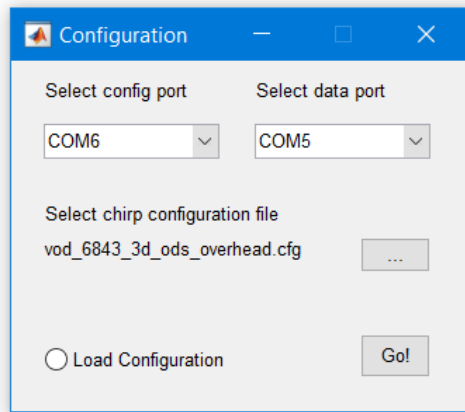 Configuration
Select config port
Select data port
COM6
COM5
Select chirp configuration file
vod_6843_3d_ods_overhead.cfg
...
Load Configuration
Go!